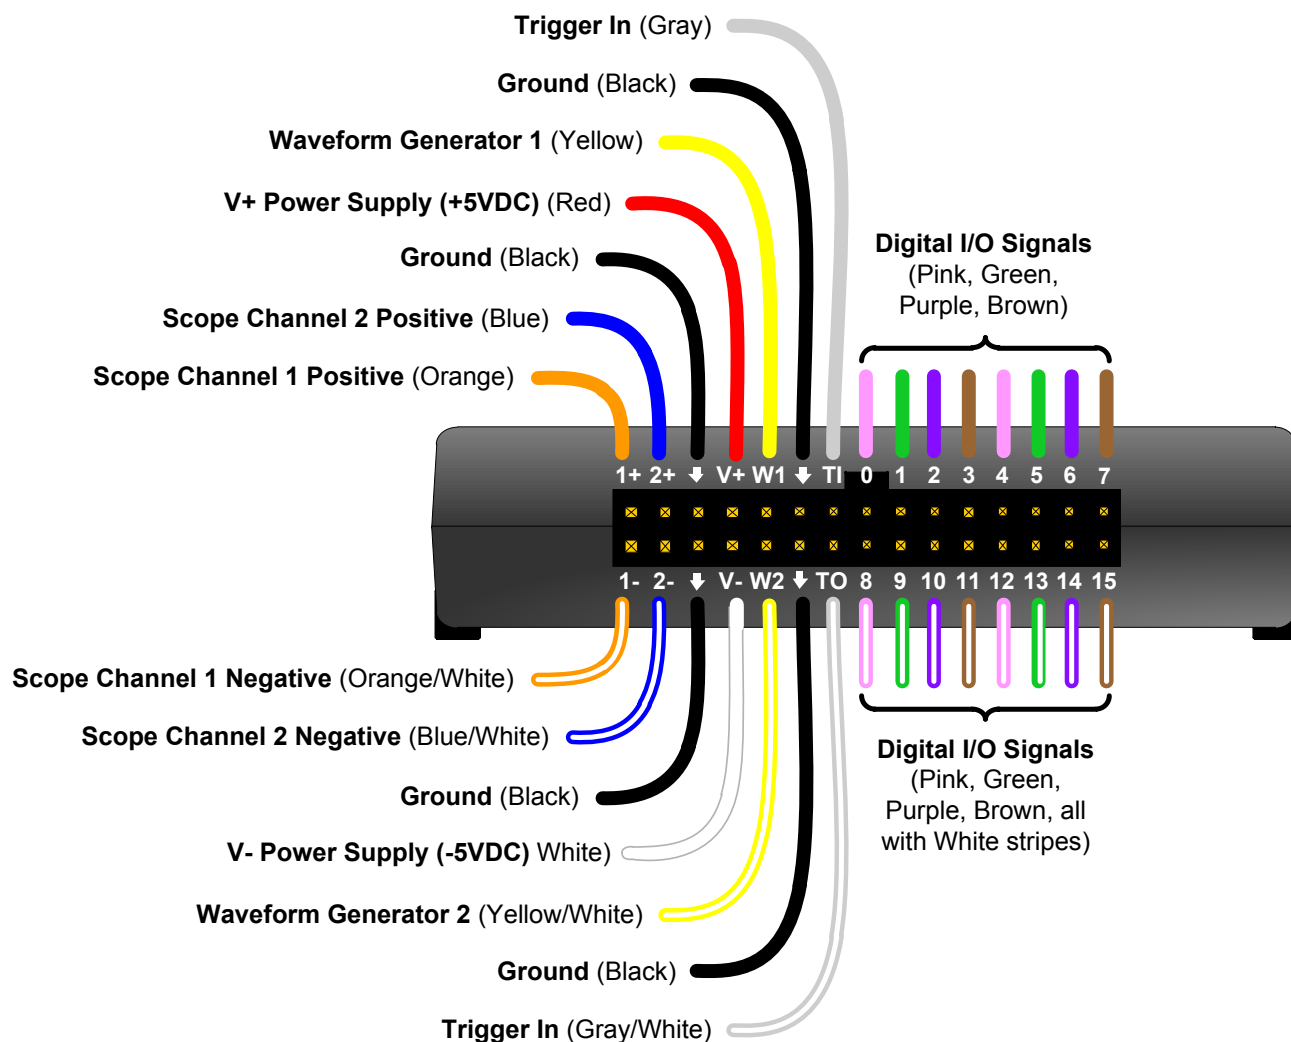 Trigger In (Gray)
Ground (Black)
Waveform Generator 1 (Yellow)
V+ Power Supply (+5VDC) (Red)
Ground (Black)
Scope Channel 2 Positive (Blue)
Scope Channel 1 Positive (Orange)
Digital I/O Signals
(Pink, Green,
Purple, Brown)
1+ 2+ V+ W1 TI 0 1 2 3 4 5 6 7
1- 2- V- W2 TO 8 9 10 11 12 13 14 15
Scope Channel 1 Negative (Orange/White)
Scope Channel 2 Negative (Blue/White)
Ground (Black)
V- Power Supply (-5VDC) White)
Waveform Generator 2 (Yellow/White)
Ground (Black)
Trigger In (Gray/White)
Digital I/O Signals
(Pink, Green,
Purple, Brown, all
with White stripes)